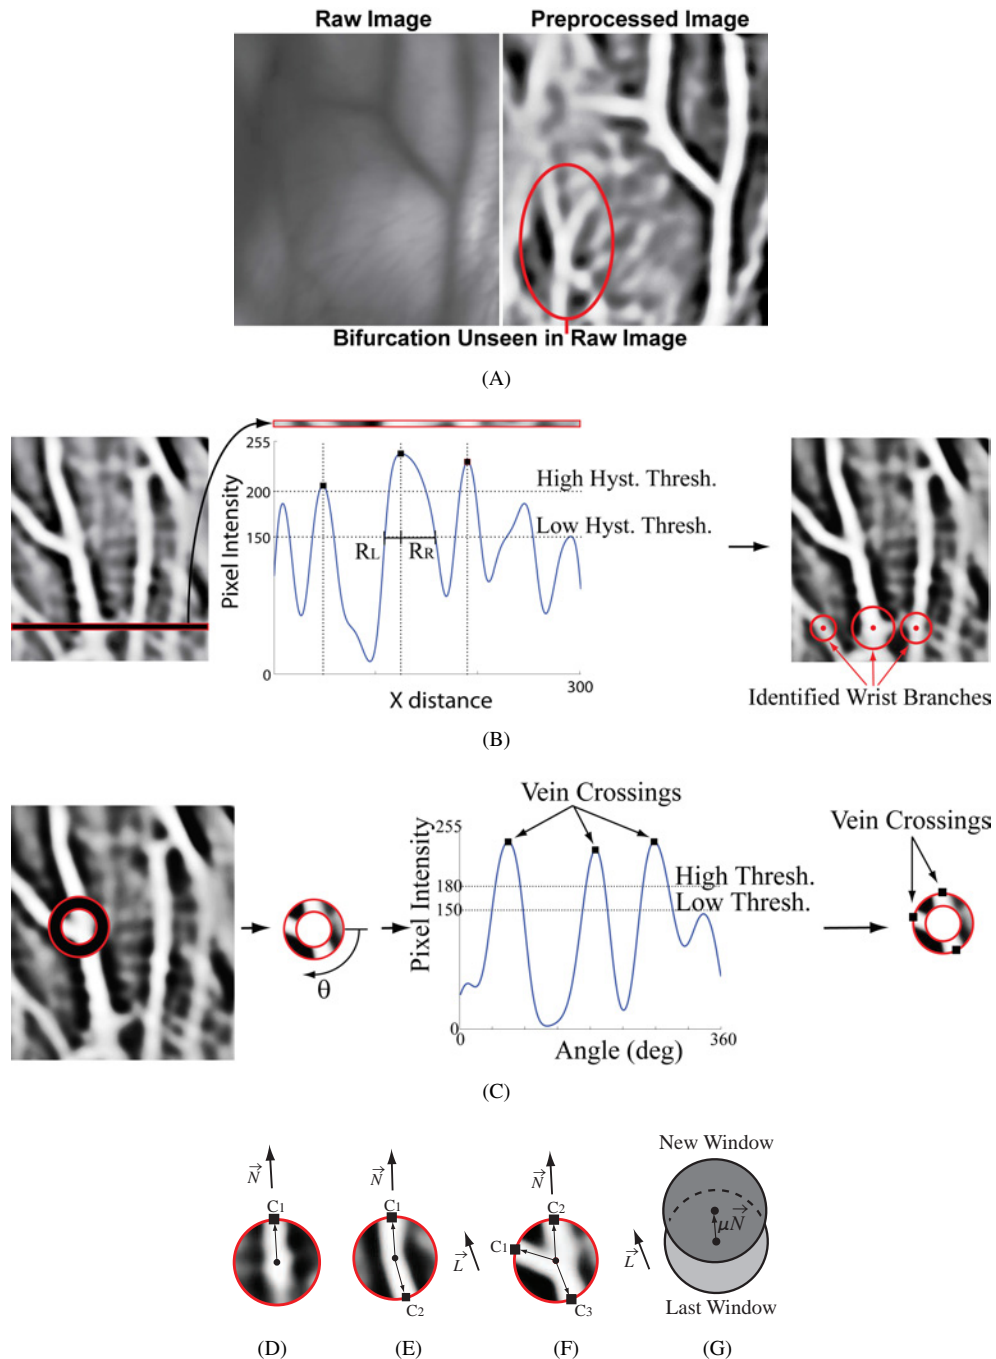 Raw Image
Preprocessed Image
Bifurcation Unseen in Raw Image
(A)
255
200
150
0
300
Pixel Intensity
X distance
High Hyst. Thresh.
Low Hyst. Thresh.
RL
RR
Identified Wrist Branches
(B)
θ
Vein Crossings
255
180
150
0
0
360
Pixel Intensity
Angle (deg)
High Thresh.
Low Thresh.
Vein Crossings
(C)
N
C1
N
C1
C2
L
N
C2
C1
C3
New Window
μN
L
Last Window
(D)
(E)
(F)
(G)